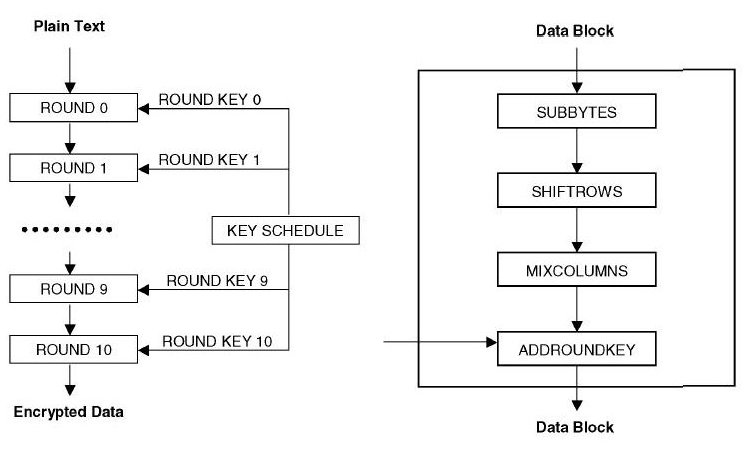 Plain Text
ROUND 0
ROUND KEY 0
ROUND 1
ROUND KEY 1
KEY SCHEDULE
ROUND 9
ROUND KEY 9
ROUND 10
ROUND KEY 10
Encrypted Data
Data Block
SUBBYTES
SHIFTROWS
MIXCOLUMNS
ADDROUNDKEY
Data Block